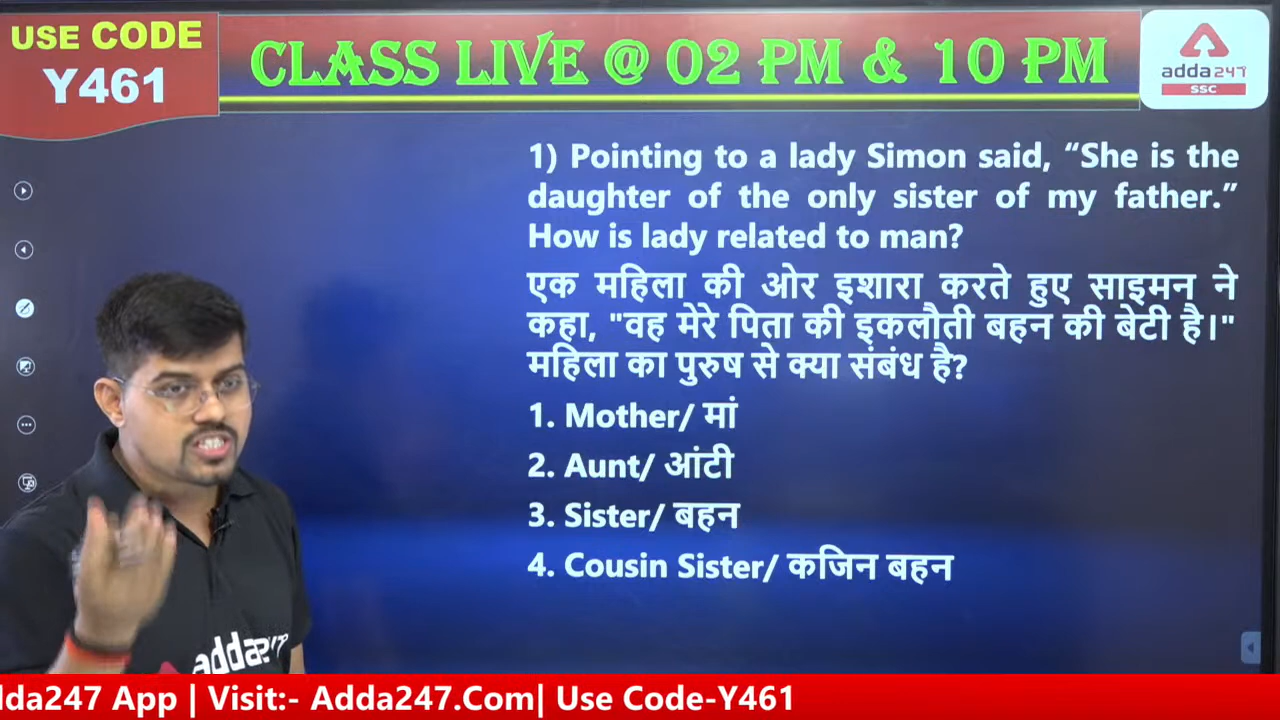 USE CODE
Y461
CLASS LIVE @ 02 PM & 10 PM
adda247
SSC
1) Pointing to a lady Simon said, “She is the
daughter of the only sister of my father.”
How is lady related to man?
एक महिला की ओर इशारा करते हुए साइमन ने
कहा, "वह मेरे पिता की इकलौती बहन की बेटी है।"
महिला का पुरुष से क्या संबंध है?
1. Mother/ मां
2. Aunt/ आंटी
3. Sister/ बहन
4. Cousin Sister/ कजिन बहन
adda247
dda247 App | Visit:- Adda247.Com| Use Code-Y461